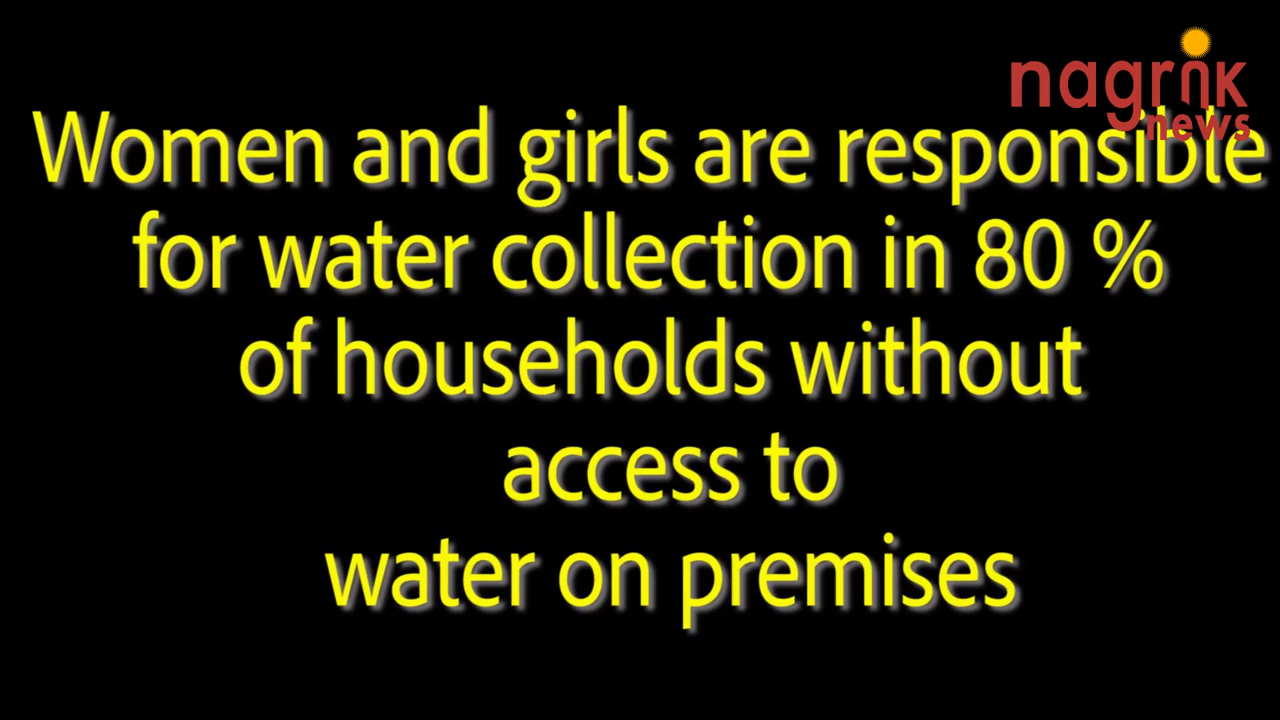 nagrik
news
Women and girls are responsible
for water collection in 80 %
of households without
access to
water on premises